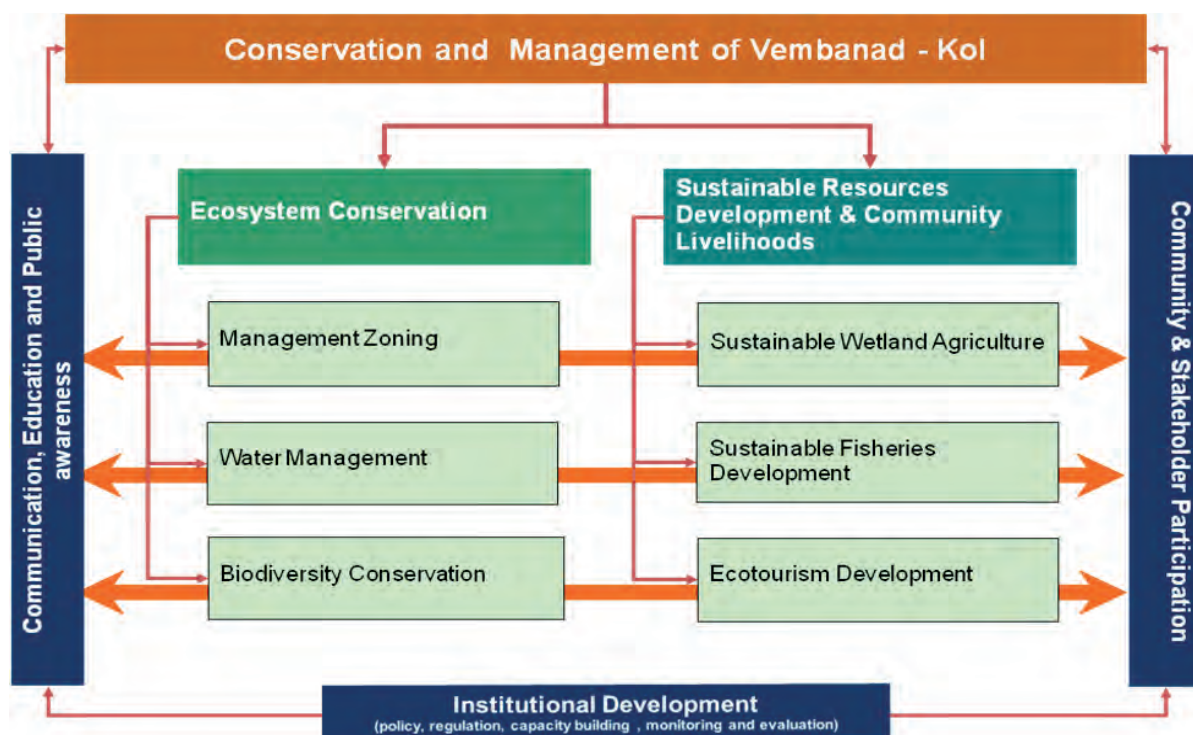 Conservation and Management of Vembanad - Kol
Communication, Education and Public
awareness
Ecosystem Conservation
Management Zoning
Water Management
Biodiversity Conservation
Sustainable Resources
Development & Community
Livelihoods
Sustainable Wetland Agriculture
Sustainable Fisheries
Development
Ecotourism Development
Community & Stakeholder Participation
Institutional Development
(policy, regulation, capacity building , monitoring and evaluation)